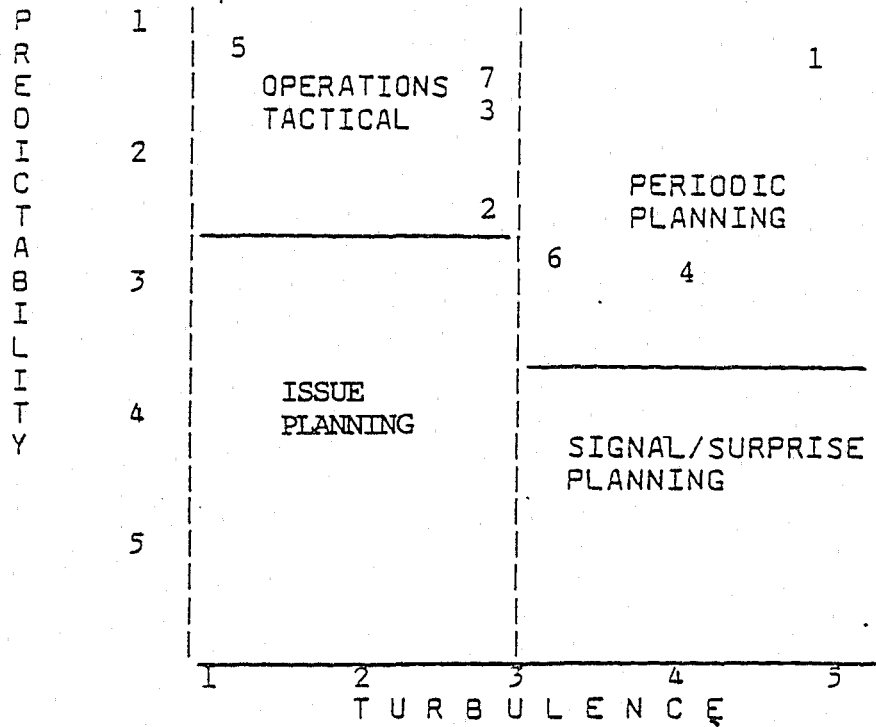 PREDICTABILITY
1
5
1
OPERATIONS 7
TACTICAL 3
2
PERIODIC
PLANNING
2
6
4
3
ISSUE
PLANNING
4
SIGNAL/SURPRISE
PLANNING
5
1 2 3 4 5
TURBULENCE